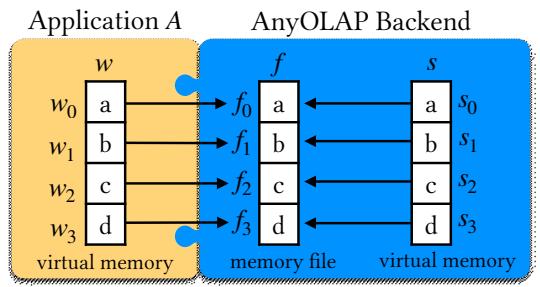 Application A AnyOLAP Backend
w f s
w0 a f0 a a s0
w1 b f1 b b s1
w2 c f2 c c s2
w3 d f3 d d s3
virtual memory memory file virtual memory